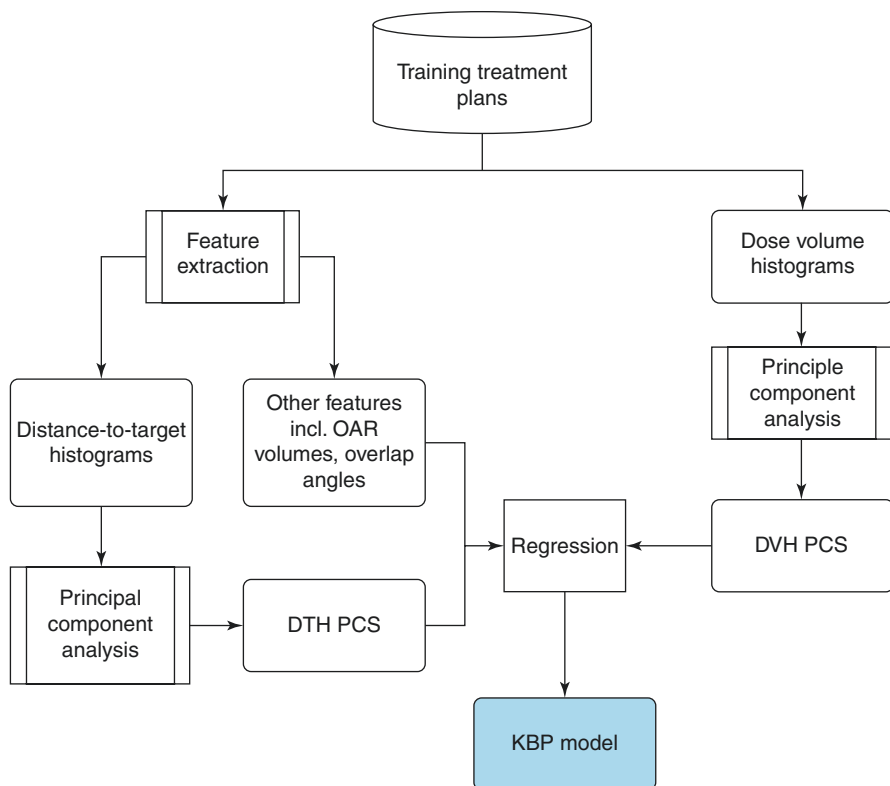 Training treatment
plans
Feature
extraction
Dose volume
histograms
Distance-to-target
histograms
Other features
incl. OAR
volumes, overlap
angles
Principle
component
analysis
Regression
DVH PCS
Principal
component
analysis
DTH PCS
KBP model